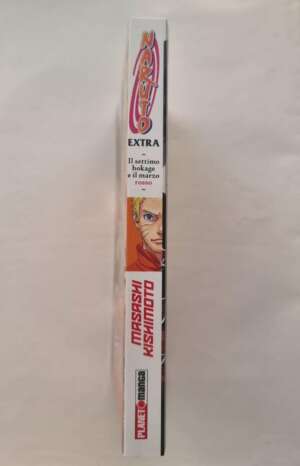 NARUTO
EXTRA
Il settimo
hokage
e il marzo
rosso
MASASHI
KISHIMOTO
PLANET manga